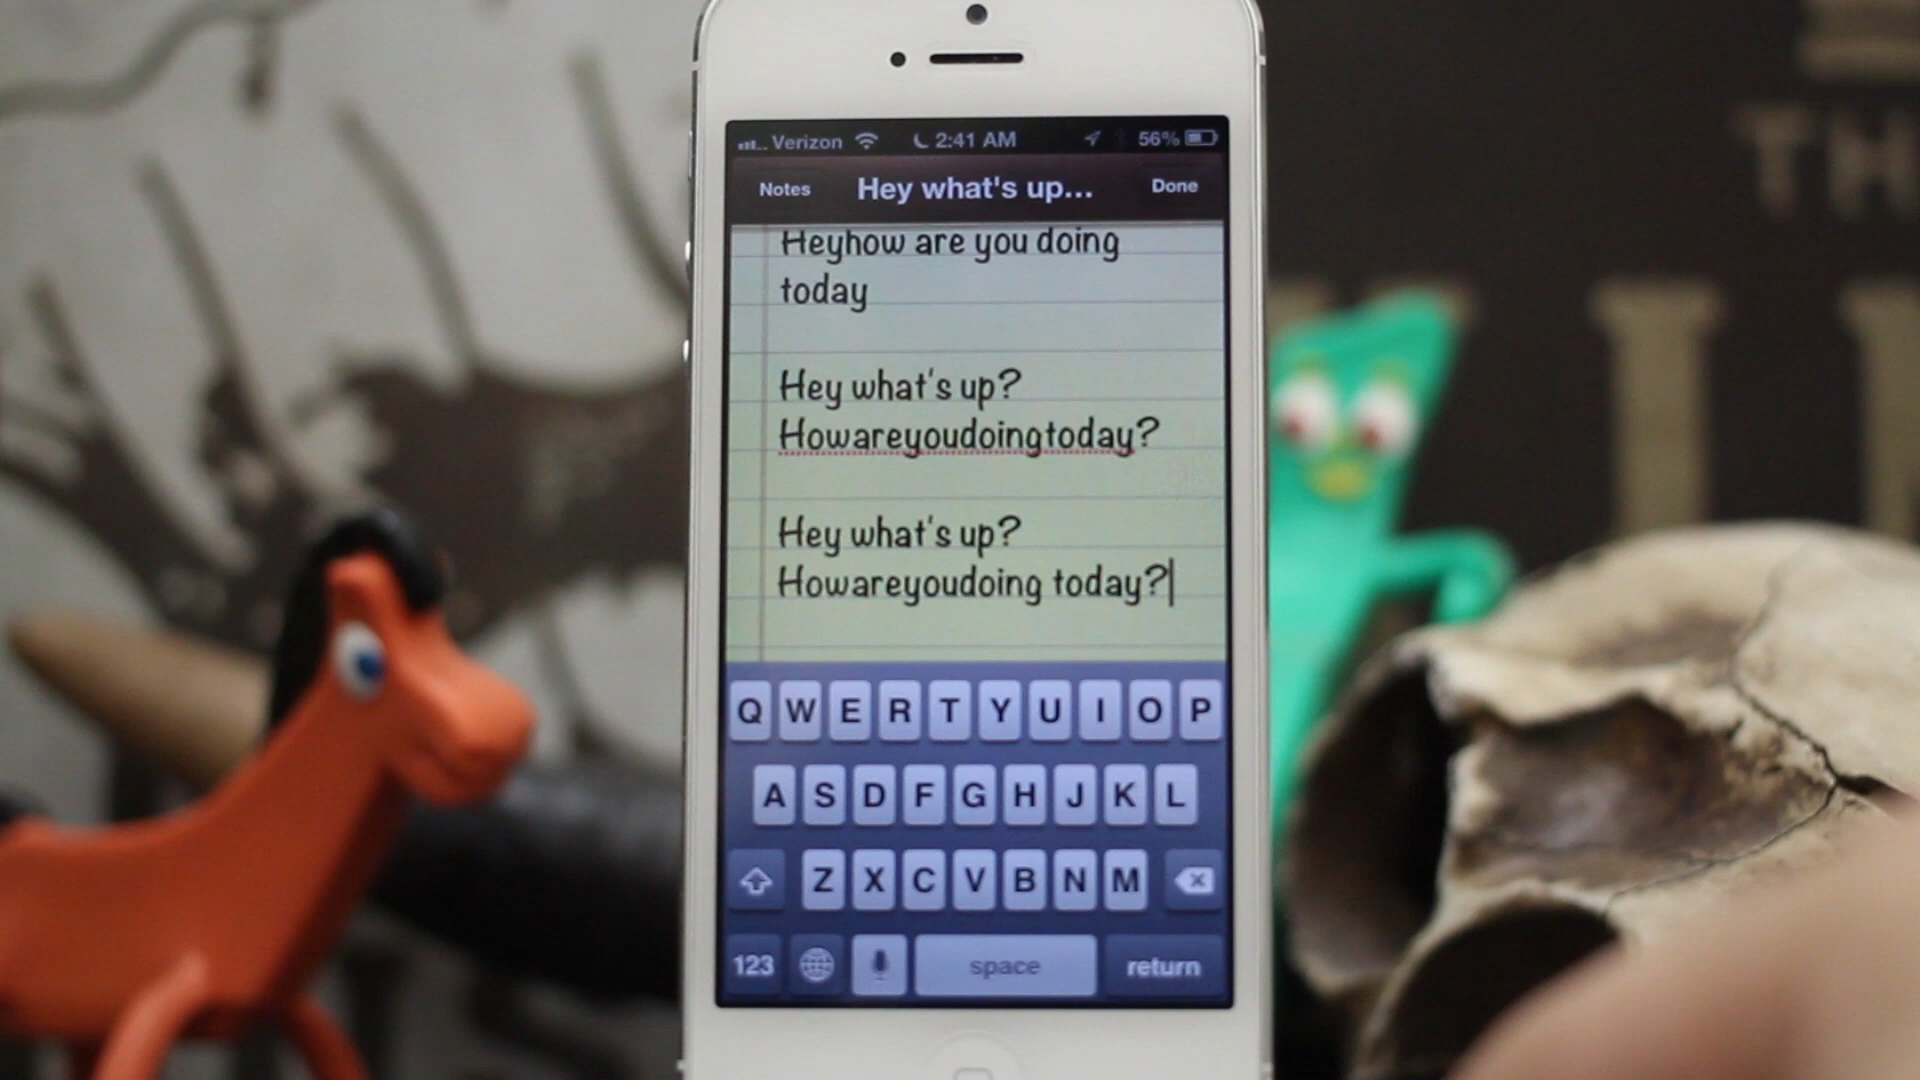 Verizon 2:41 AM 56%
Notes Hey what's up... Done
Heyhow are you doing
today
Hey what's up?
Howareyoudoingtoday?
Hey what's up?
Howareyoudoing today?
Q W E R T Y U I O P
A S D F G H J K L
Z X C V B N M
123 space return
TH